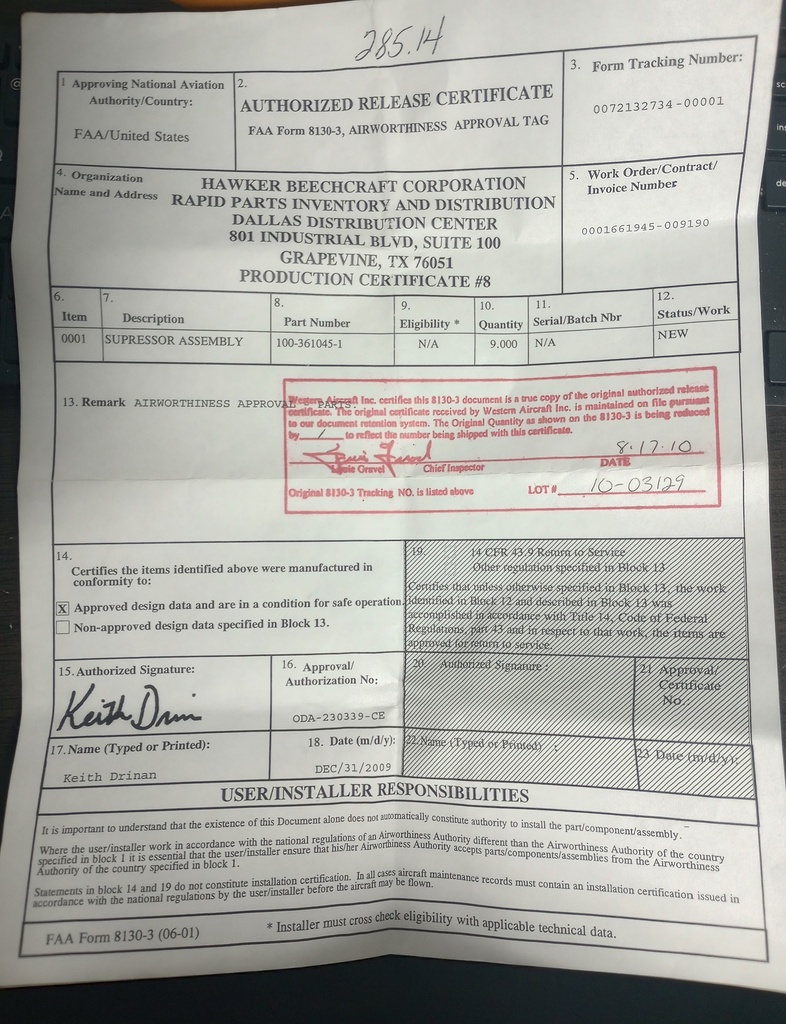 285.14
1 Approving National Aviation
Authority/Country:
FAA/United States
2.
AUTHORIZED RELEASE CERTIFICATE
FAA Form 8130-3, AIRWORTHINESS APPROVAL TAG
3. Form Tracking Number:
0072132734-00001
4. Organization
Name and Address
HAWKER BEECHCRAFT CORPORATION
RAPID PARTS INVENTORY AND DISTRIBUTION
DALLAS DISTRIBUTION CENTER
801 INDUSTRIAL BLVD, SUITE 100
GRAPEVINE, TX 76051
PRODUCTION CERTIFICATE #8
5. Work Order/Contract/
Invoice Number
0001661945-009190
6. Item
7. Description
8. Part Number
9. Eligibility *
10. Quantity
11. Serial/Batch Nbr
12. Status/Work
0001 SUPRESSOR ASSEMBLY 100-361045-1 N/A 9.000 N/A NEW
13. Remark AIRWORTHINESS APPROVAL - PARTS.
Western Aircraft Inc. certifies this 8130-3 document is a true copy of the original authorized release
certificate. The original certificate received by Western Aircraft Inc. is maintained on file pursuant
to our document retention system. The Original Quantity as shown on the 8130-3 is being reduced
by 1 to reflect the number being shipped with this certificate.
8.17.10
Louie Gravel Chief Inspector DATE
Original 8130-3 Tracking NO. is listed above LOT # 10-03129
14.
Certifies the items identified above were manufactured in
conformity to:
X Approved design data and are in a condition for safe operation.
Non-approved design data specified in Block 13.
19. 14 CFR 43.9 Return to Service
Other regulation specified in Block 13
Certifies that unless otherwise specified in Block 13, the work
identified in Block 12 and described in Block 13 was
accomplished in accordance with Title 14, Code of Federal
Regulations, part 43 and in respect to that work, the items are
approved for return to service.
15. Authorized Signature:
Keith Drin
16. Approval/
Authorization No:
ODA-230339-CE
20. Authorized Signature:
21. Approval/
Certificate
No.
17. Name (Typed or Printed):
Keith Drinan
18. Date (m/d/y):
DEC/31/2009
22. Name (Typed or Printed) :
23. Date (m/d/y):
USER/INSTALLER RESPONSIBILITIES
It is important to understand that the existence of this Document alone does not automatically constitute authority to install the part/component/assembly.
Where the user/installer work in accordance with the national regulations of an Airworthiness Authority different than the Airworthiness Authority of the country
specified in block 1 it is essential that the user/installer ensure that his/her Airworthiness Authority accepts parts/components/assemblies from the Airworthiness
Authority of the country specified in block 1.
Statements in block 14 and 19 do not constitute installation certification. In all cases aircraft maintenance records must contain an installation certification issued in
accordance with the national regulations by the user/installer before the aircraft may be flown.
FAA Form 8130-3 (06-01)
* Installer must cross check eligibility with applicable technical data.